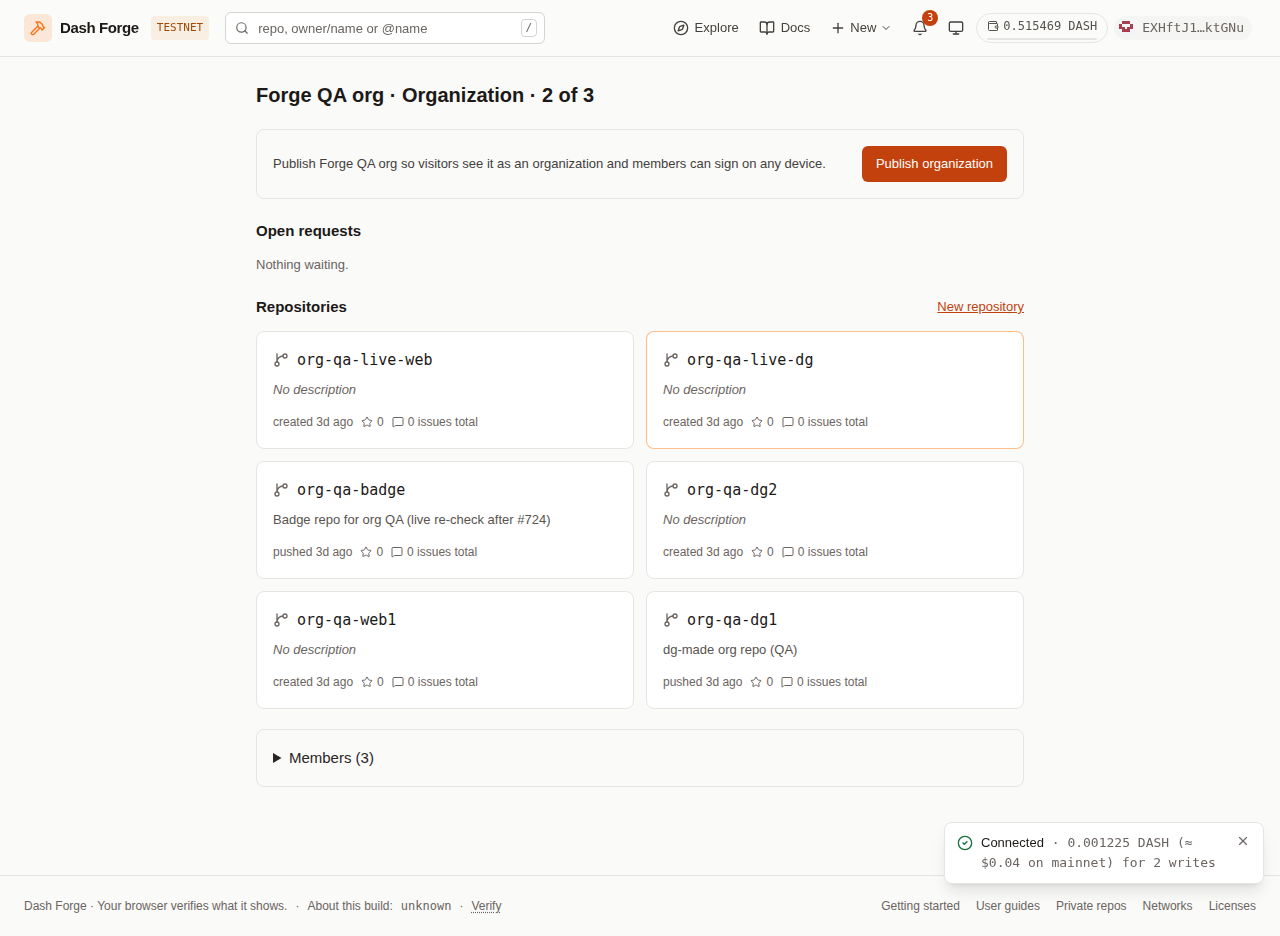 Dash Forge TESTNET repo, owner/name or @name / Explore Docs New 3 0.515469 DASH EXHftJ1…ktGNu
Forge QA org · Organization · 2 of 3
Publish Forge QA org so visitors see it as an organization and members can sign on any device. Publish organization
Open requests
Nothing waiting.
Repositories New repository
org-qa-live-web
No description
created 3d ago 0 0 issues total
org-qa-live-dg
No description
created 3d ago 0 0 issues total
org-qa-badge
Badge repo for org QA (live re-check after #724)
pushed 3d ago 0 0 issues total
org-qa-dg2
No description
created 3d ago 0 0 issues total
org-qa-web1
No description
created 3d ago 0 0 issues total
org-qa-dg1
dg-made org repo (QA)
pushed 3d ago 0 0 issues total
Members (3)
Connected · 0.001225 DASH (≈
$0.04 on mainnet) for 2 writes
Dash Forge · Your browser verifies what it shows. · About this build: unknown · Verify Getting started User guides Private repos Networks Licenses